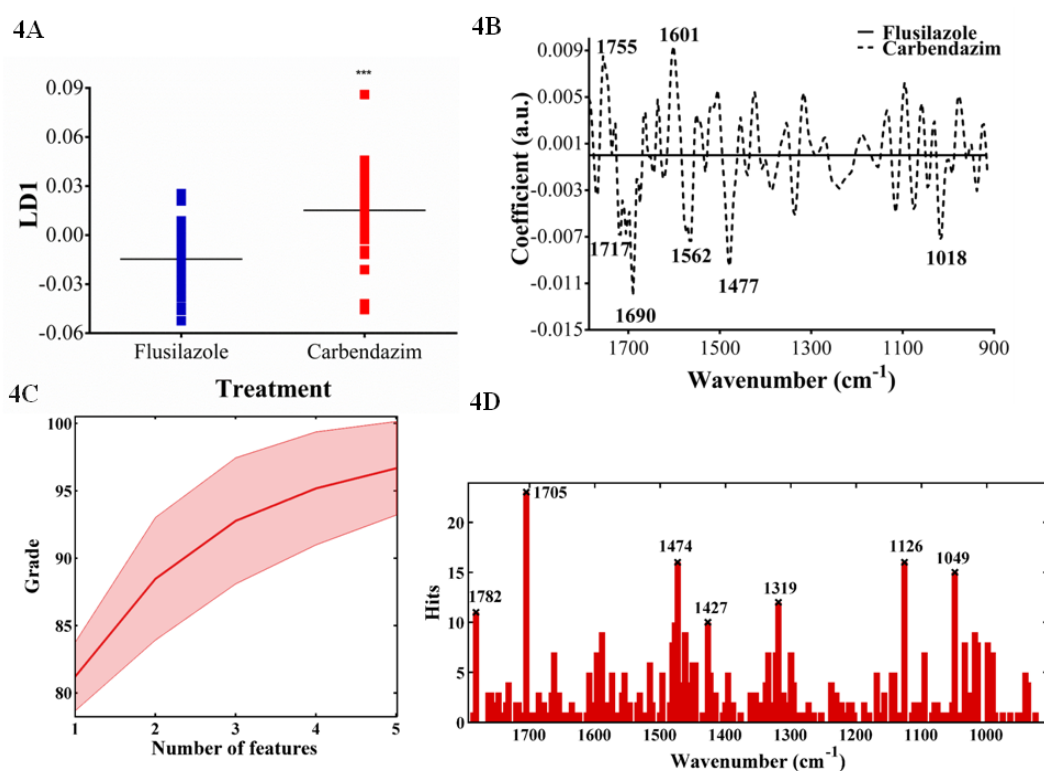 4A
***
0.09
0.06
0.03
0.00
-0.03
-0.06
LD1
Flusilazole
Carbendazim
Treatment
4B
1755
1601
Flusilazole
Carbendazim
0.009
0.005
0.001
-0.003
-0.007
-0.011
-0.015
Coefficient (a.u.)
1717
1562
1477
1018
1690
1700 1500 1300 1100 900
Wavenumber (cm⁻¹)
4C
100
95
90
85
80
Grade
1 2 3 4 5
Number of features
4D
1705
1474
1126
1049
1782
1427
1319
20
15
10
5
0
Hits
1700 1600 1500 1400 1300 1200 1100 1000
Wavenumber (cm⁻¹)